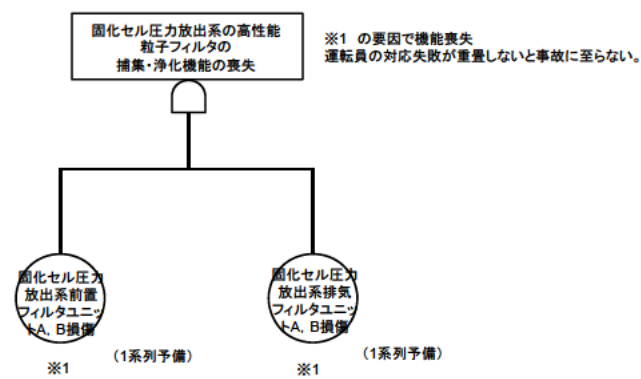 固化セル圧力放出系の高性能
粒子フィルタの
捕集・浄化機能の喪失
※1 の要因で機能喪失
運転員の対応失敗が重畳しないと事故に至らない。
固化セル圧力
放出系前置
フィルタユニッ
トA, B損傷
(1系列予備)
※1
固化セル圧力
放出系排気
フィルタユニッ
トA, B損傷
(1系列予備)
※1